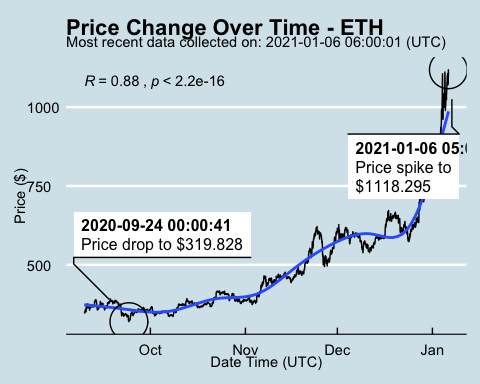 Price Change Over Time - ETH
Most recent data collected on: 2021-01-06 06:00:01 (UTC)
R = 0.88 , p < 2.2e-16
1000
2021-01-06 05:
Price spike to
$1118.295
750
Price ($)
2020-09-24 00:00:41
Price drop to $319.828
500
Oct Nov Dec Jan
Date Time (UTC)